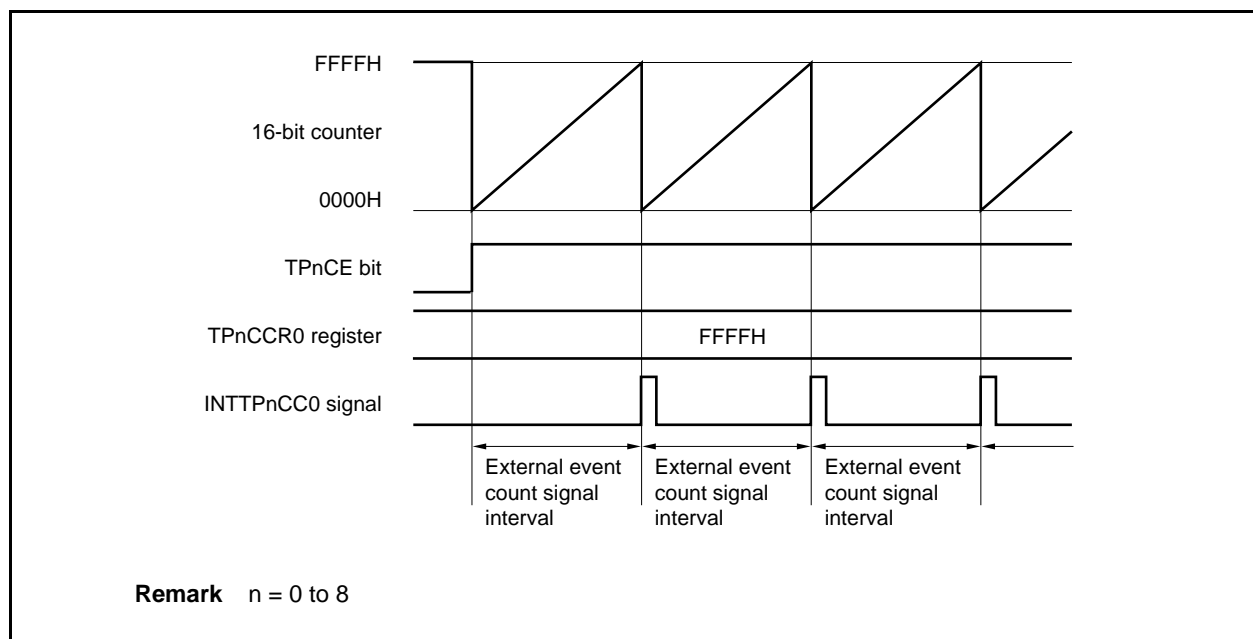 FFFFH
16-bit counter
0000H
TPnCE bit
TPnCCR0 register
FFFFH
INTTPnCC0 signal
External event
count signal
interval
External event
count signal
interval
External event
count signal
interval
Remark n = 0 to 8